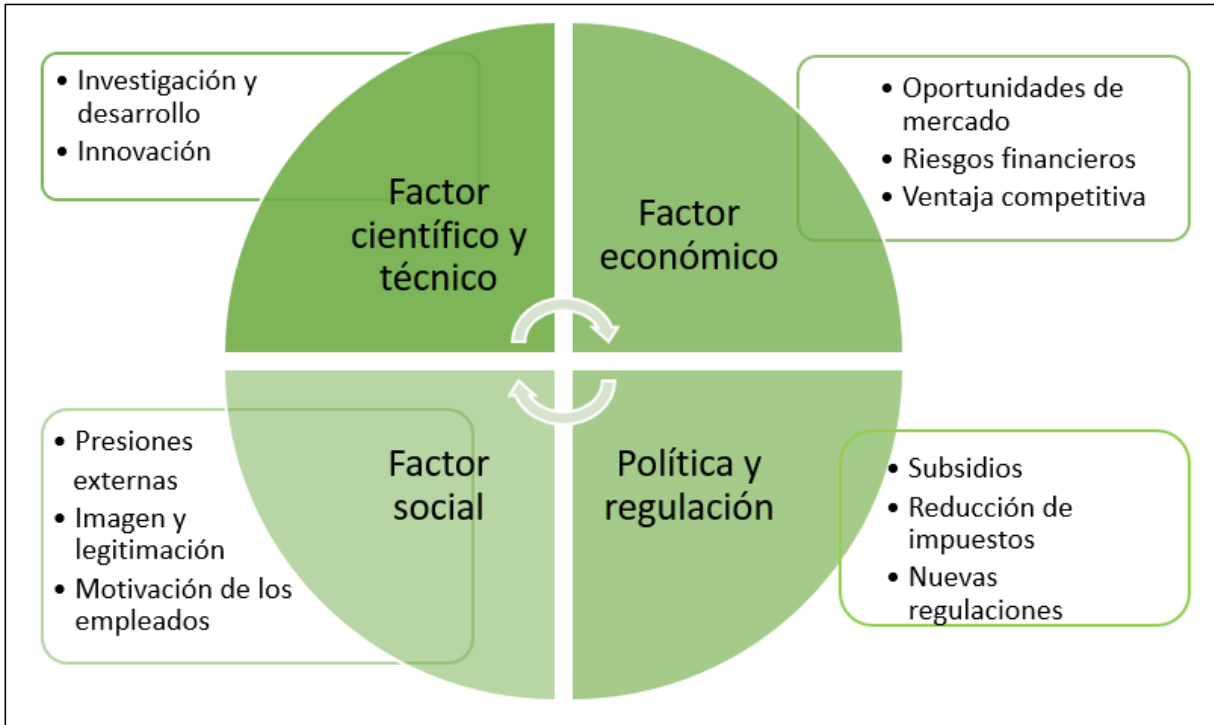 • Investigación y
desarrollo
• Innovación
Factor
científico y
técnico
Factor
económico
• Oportunidades de
mercado
• Riesgos financieros
• Ventaja competitiva
• Presiones
externas
• Imagen y
legitimación
• Motivación de los
empleados
Factor
social
Política y
regulación
• Subsidios
• Reducción de
impuestos
• Nuevas
regulaciones